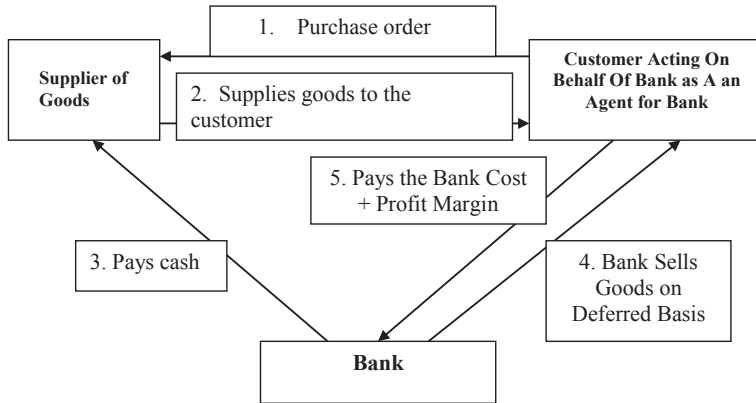 1. Purchase order
Supplier of
Goods
Customer Acting On
Behalf Of Bank as A an
Agent for Bank
2. Supplies goods to the
customer
5. Pays the Bank Cost
+ Profit Margin
3. Pays cash
4. Bank Sells
Goods on
Deferred Basis
Bank